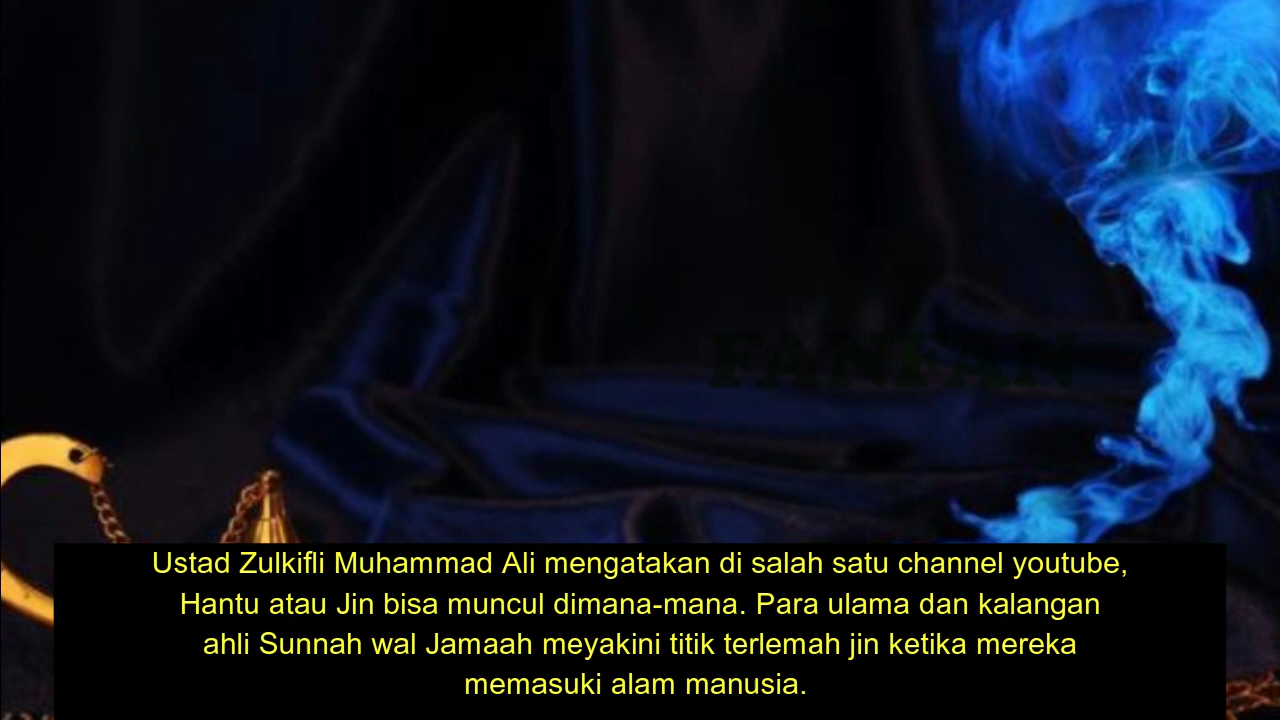 FANFAN
Ustad Zulkifli Muhammad Ali mengatakan di salah satu channel youtube,
Hantu atau Jin bisa muncul dimana-mana. Para ulama dan kalangan
ahli Sunnah wal Jamaah meyakini titik terlemah jin ketika mereka
memasuki alam manusia.